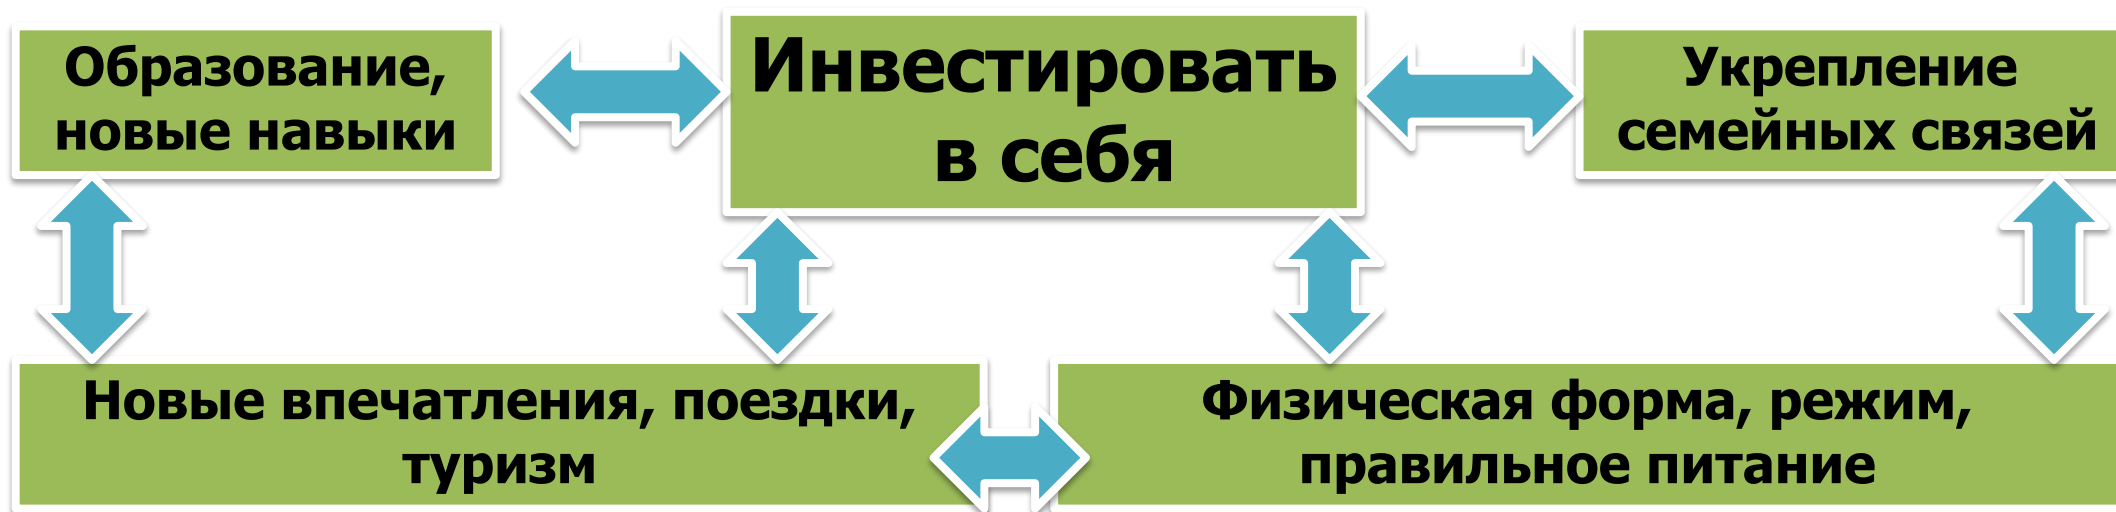 Образование,
новые навыки
Инвестировать
в себя
Укрепление
семейных связей
Новые впечатления, поездки,
туризм
Физическая форма, режим,
правильное питание